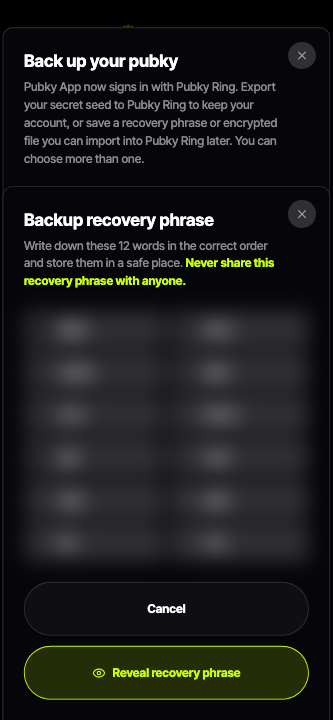 Back up your pubky
Pubky App now signs in with Pubky Ring. Export
your secret seed to Pubky Ring to keep your
account, or save a recovery phrase or encrypted
file you can import into Pubky Ring later. You can
choose more than one.
Backup recovery phrase
Write down these 12 words in the correct order
and store them in a safe place. Never share this
recovery phrase with anyone.
Cancel
Reveal recovery phrase